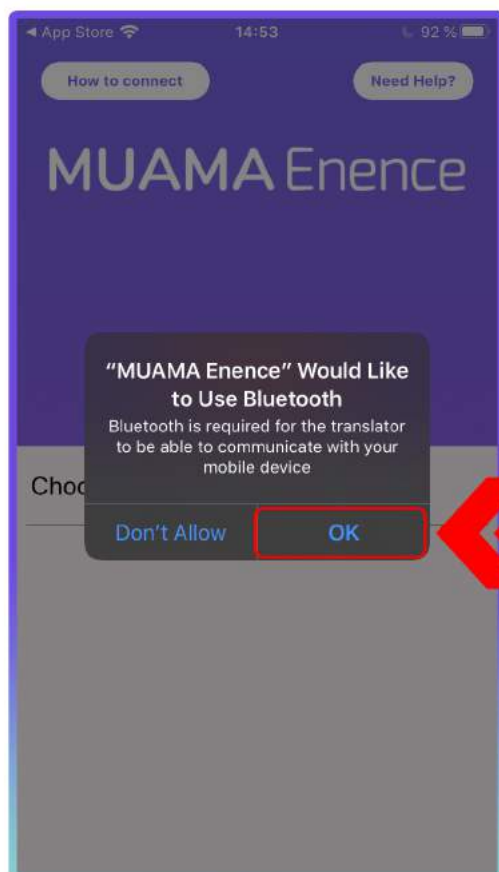 ◀ App Store 14:53 92 %
How to connect Need Help?
MUAMA Enence
“MUAMA Enence” Would Like
to Use Bluetooth
Bluetooth is required for the translator
to be able to communicate with your
mobile device
Choo
Don't Allow OK